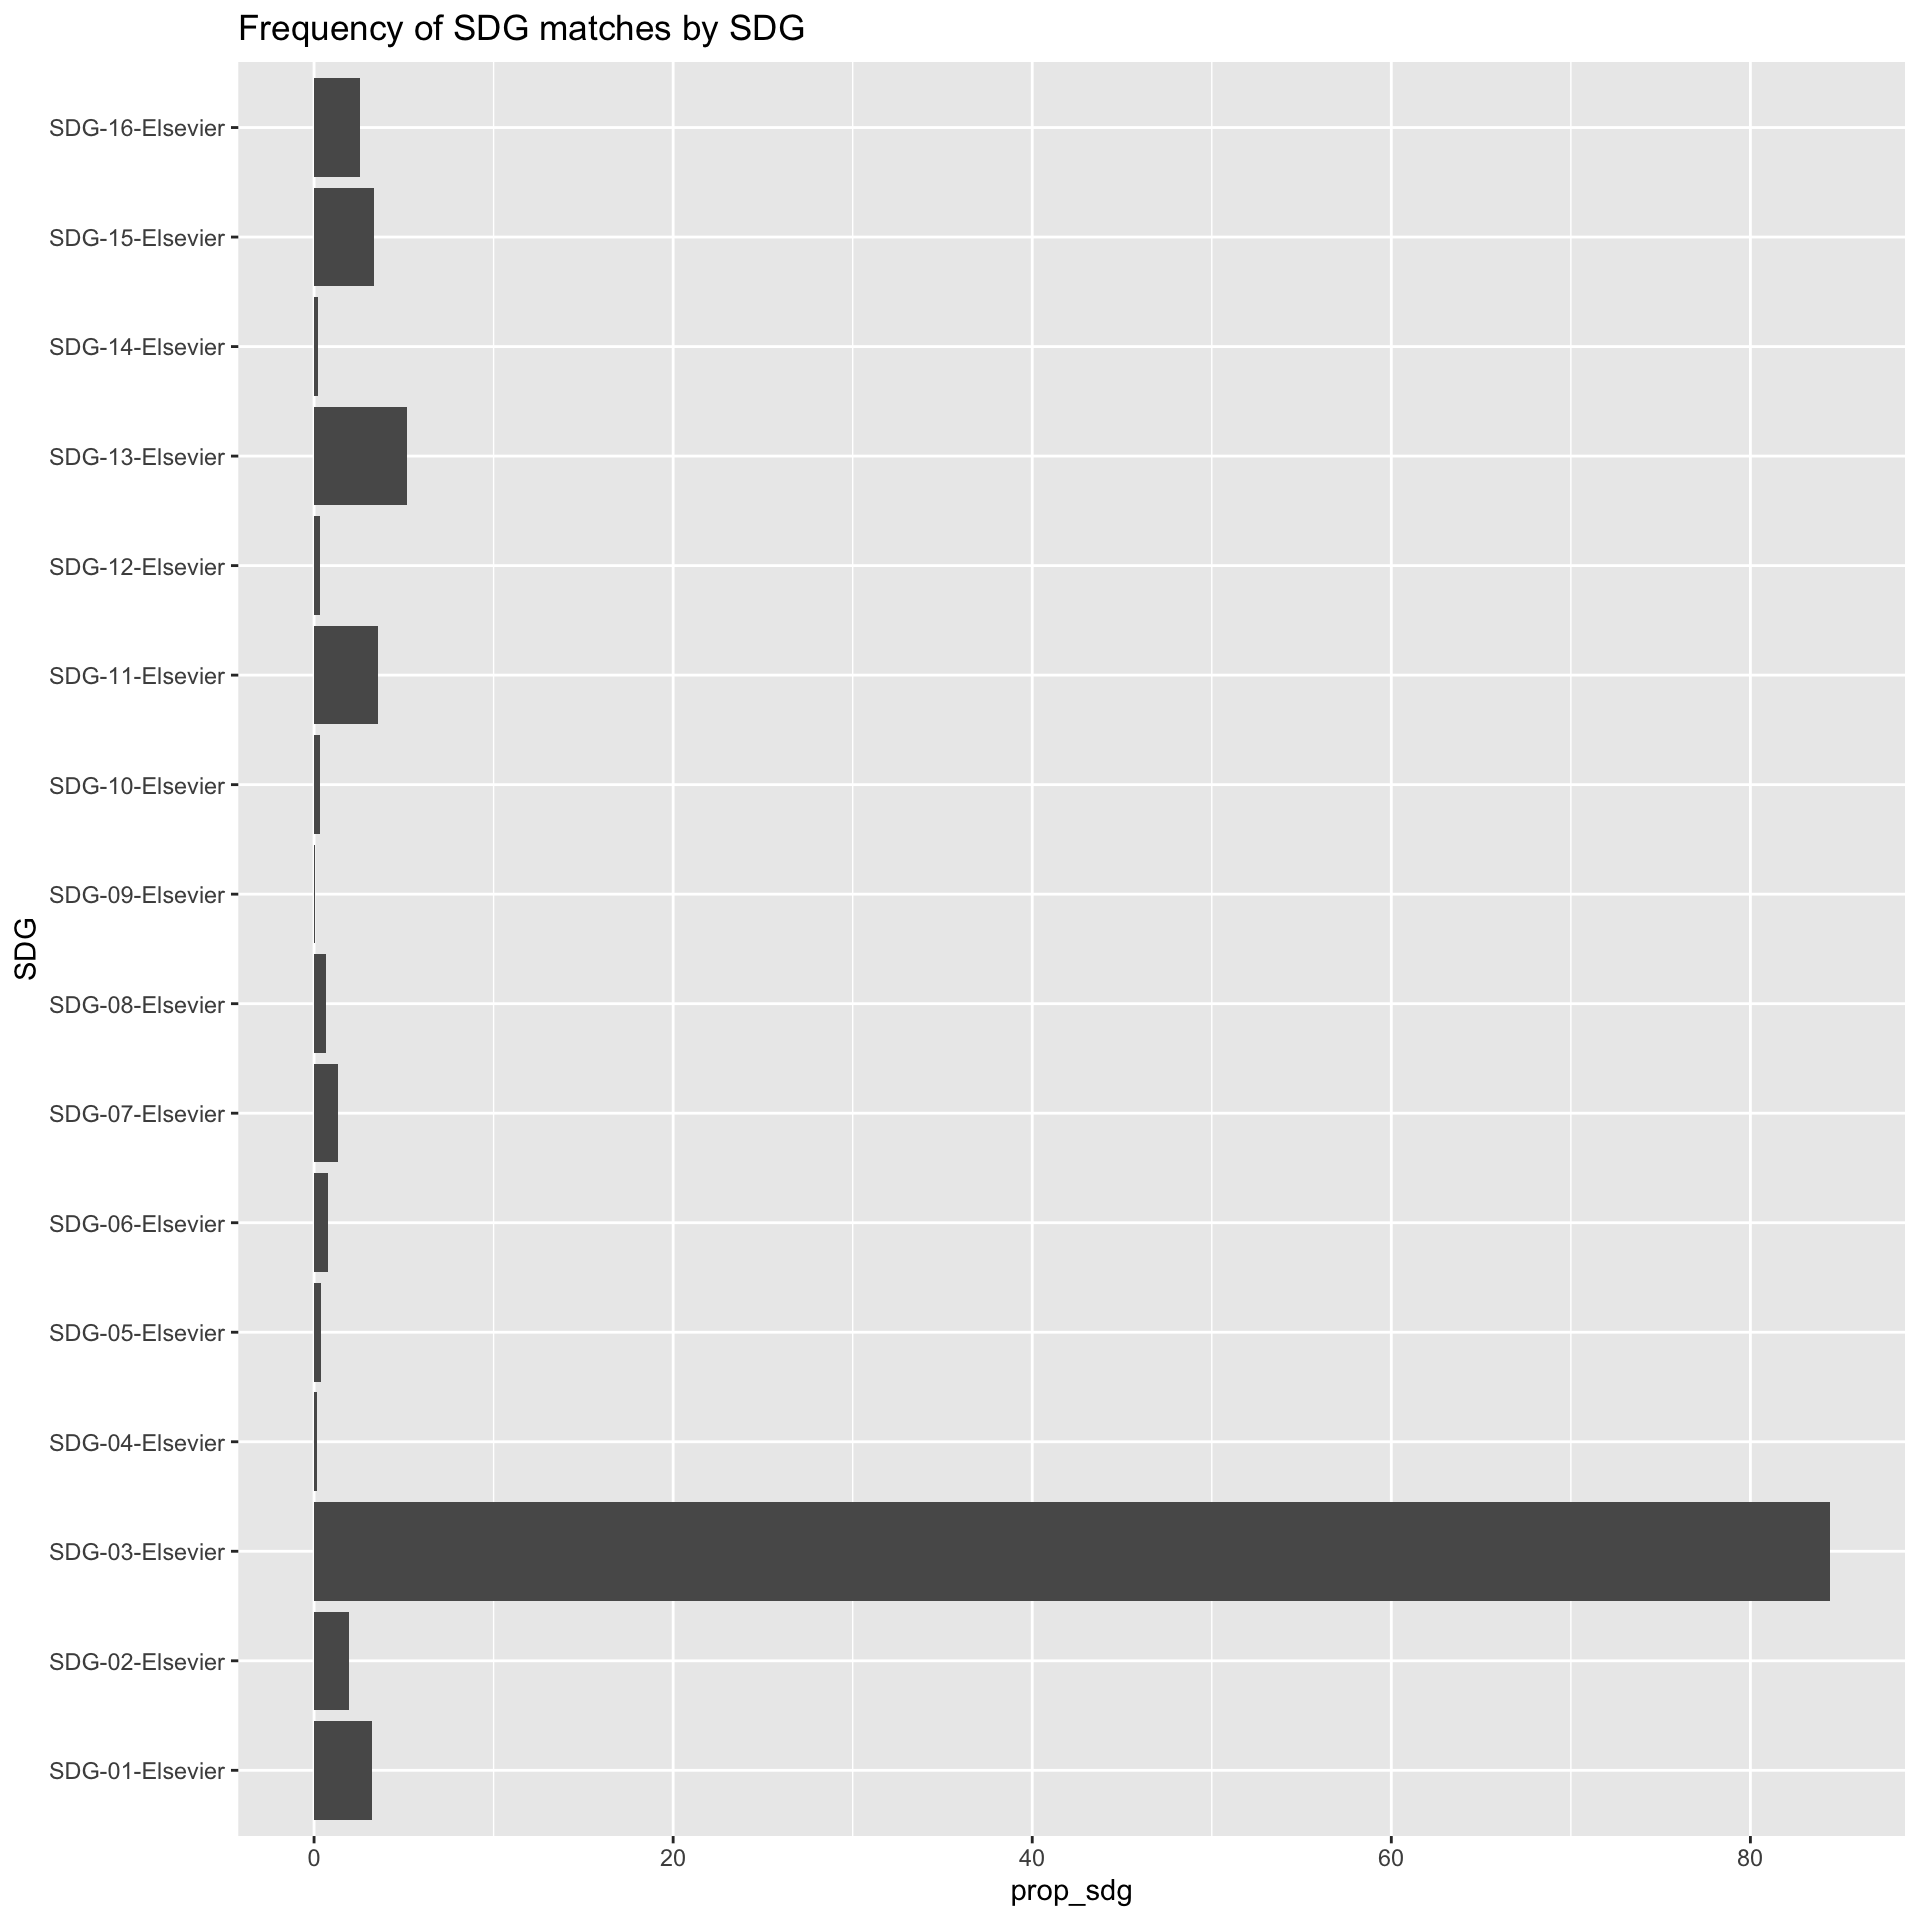 Frequency of SDG matches by SDG
SDG-16-Elsevier
SDG-15-Elsevier
SDG-14-Elsevier
SDG-13-Elsevier
SDG-12-Elsevier
SDG-11-Elsevier
SDG-10-Elsevier
SDG-09-Elsevier
SDG-08-Elsevier
SDG-07-Elsevier
SDG-06-Elsevier
SDG-05-Elsevier
SDG-04-Elsevier
SDG-03-Elsevier
SDG-02-Elsevier
SDG-01-Elsevier
SDG
0 20 40 60 80
prop_sdg